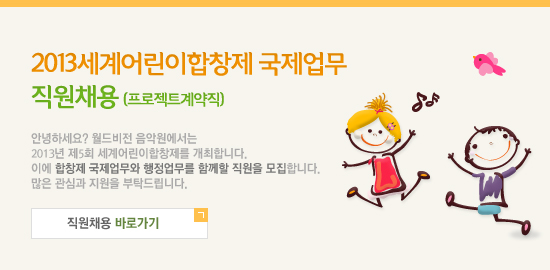 2013세계어린이합창제 국제업무
직원채용 (프로젝트계약직)
안녕하세요? 월드비전 음악원에서는
2013년 제5회 세계어린이합창제를 개최합니다.
이에 합창제 국제업무와 행정업무를 함께할 직원을 모집합니다.
많은 관심과 지원을 부탁드립니다.
직원채용 바로가기